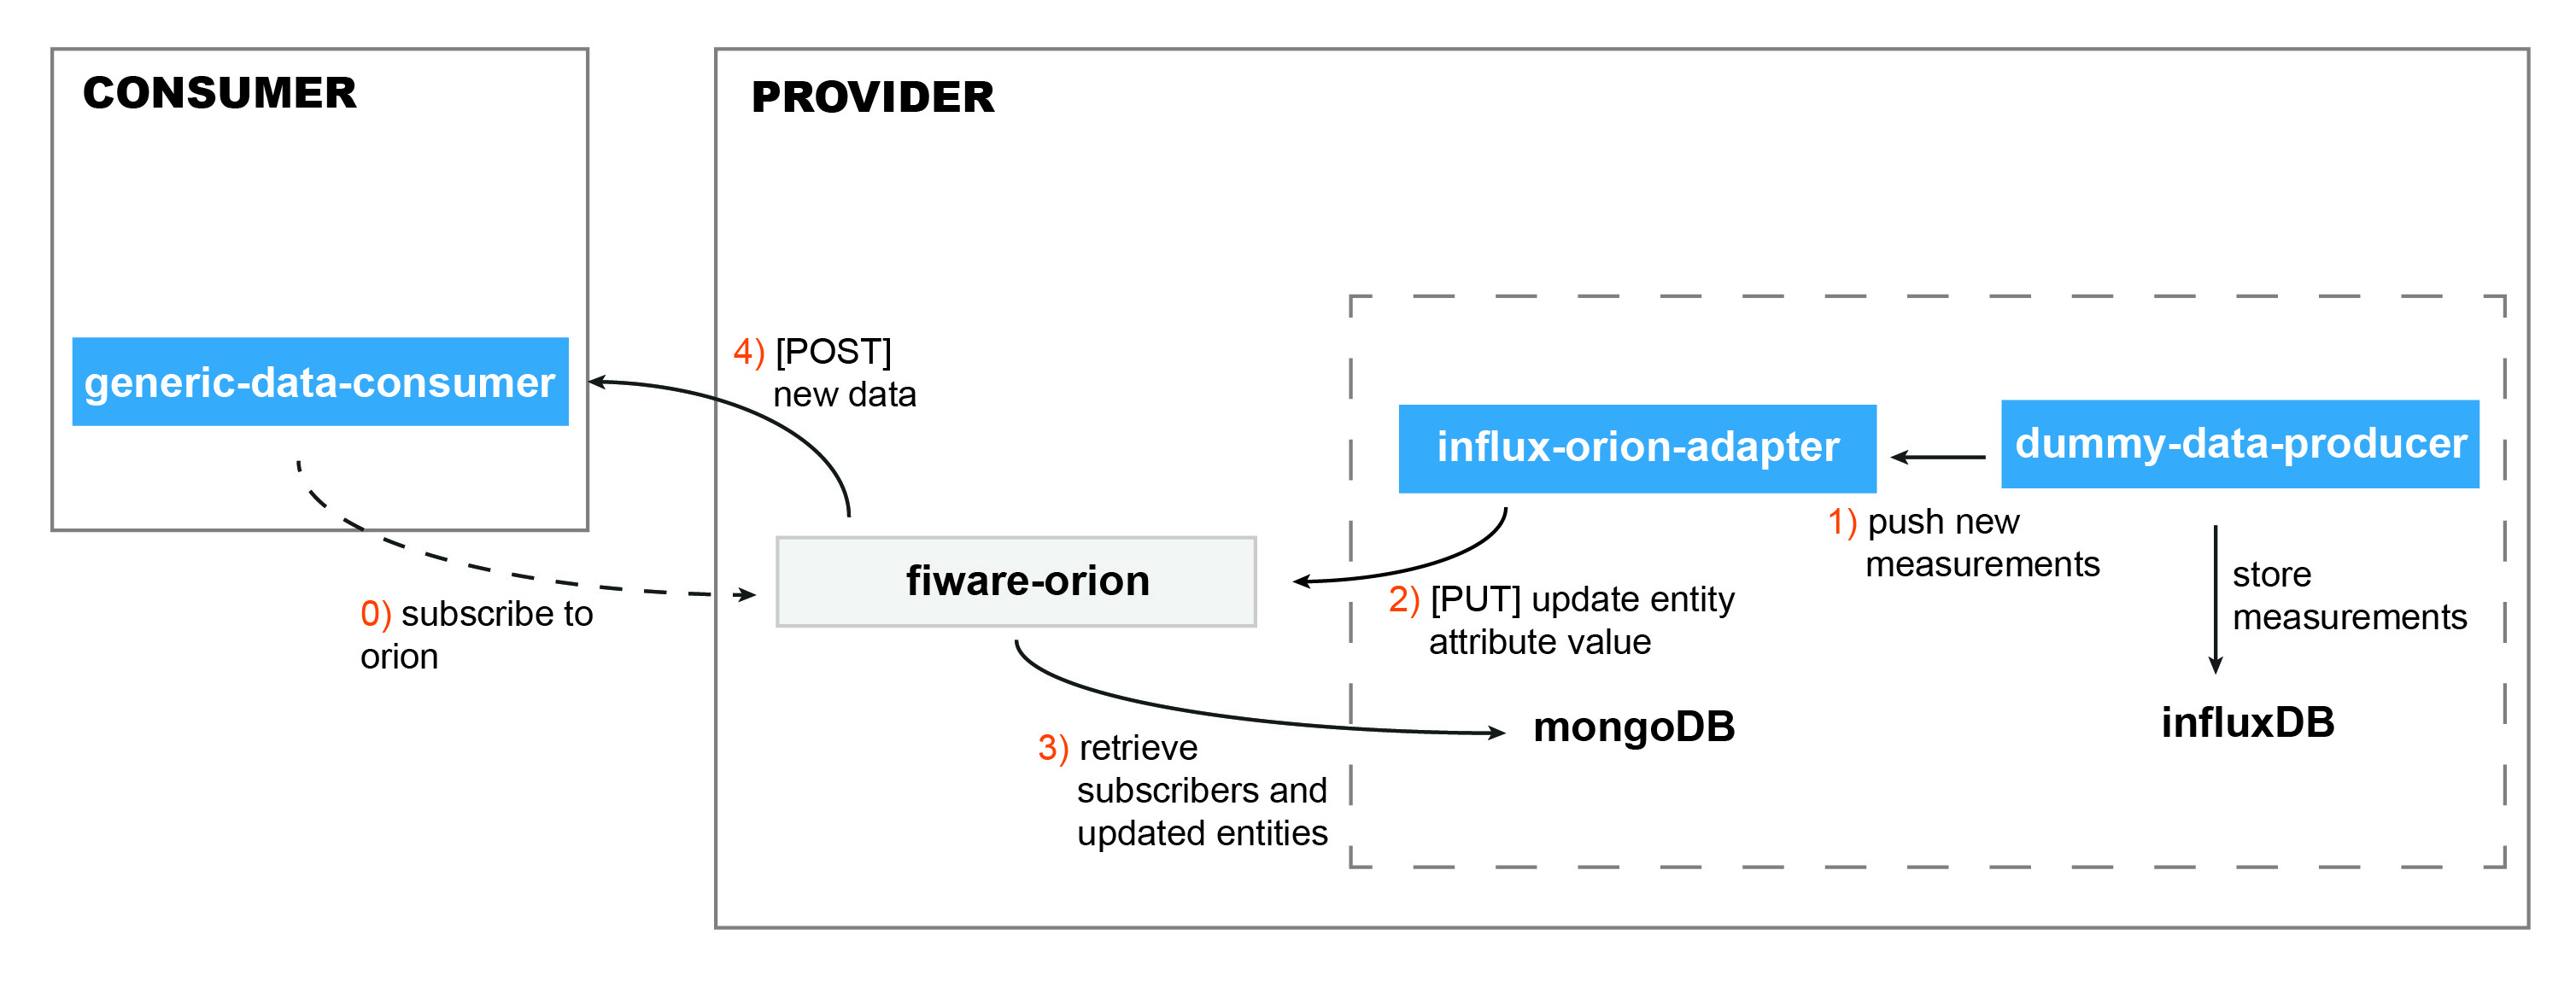 CONSUMER
generic-data-consumer
0) subscribe to
orion
PROVIDER
4) [POST]
new data
fiware-orion
3) retrieve
subscribers and
updated entities
influx-orion-adapter
dummy-data-producer
1) push new
measurements
2) [PUT] update entity
attribute value
store
measurements
mongoDB
influxDB